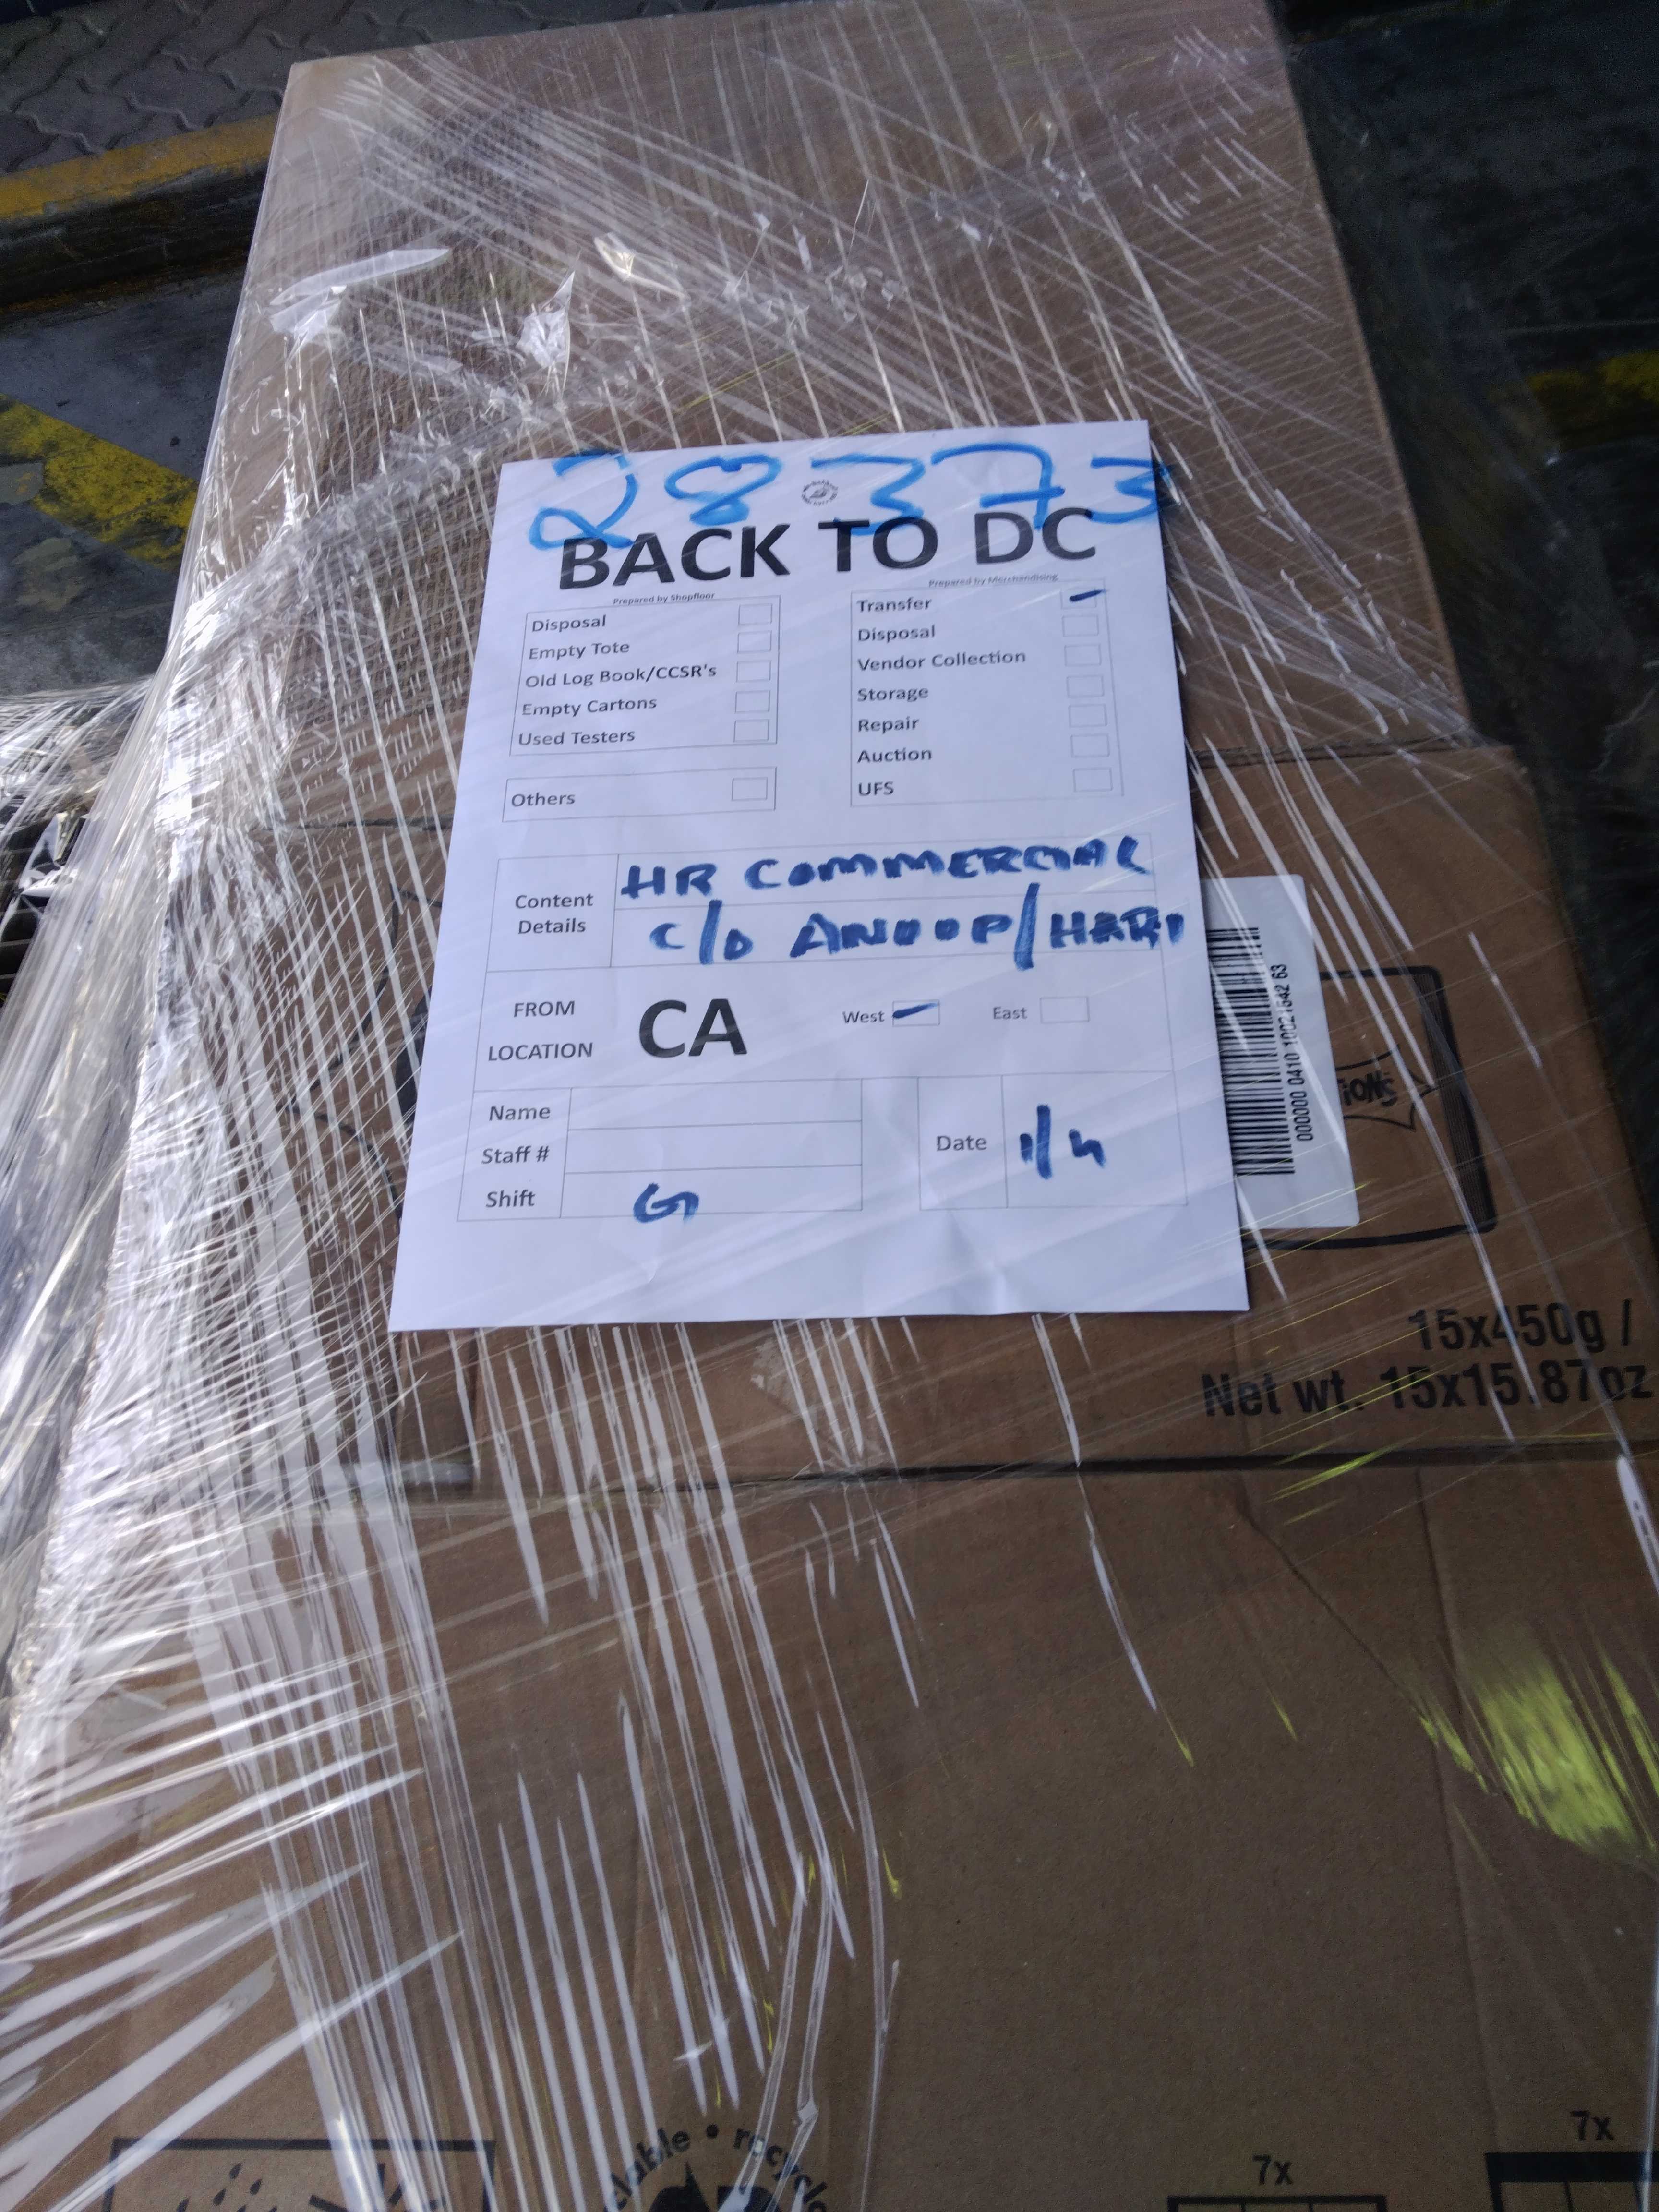 28373
BACK TO DC
Prepared by Shopfloor
Disposal
Empty Tote
Old Log Book/CCSR's
Empty Cartons
Used Testers
Others
Prepared by Merchandising
Transfer
Disposal
Vendor Collection
Storage
Repair
Auction
UFS
Content Details
HR COMMERCIAL
C/O ANOOP/HARI
FROM LOCATION
CA
West
East
Name
Staff #
Shift
G
Date
1/4
15x450g /
Net wt. 15x15.87oz
7x
7x